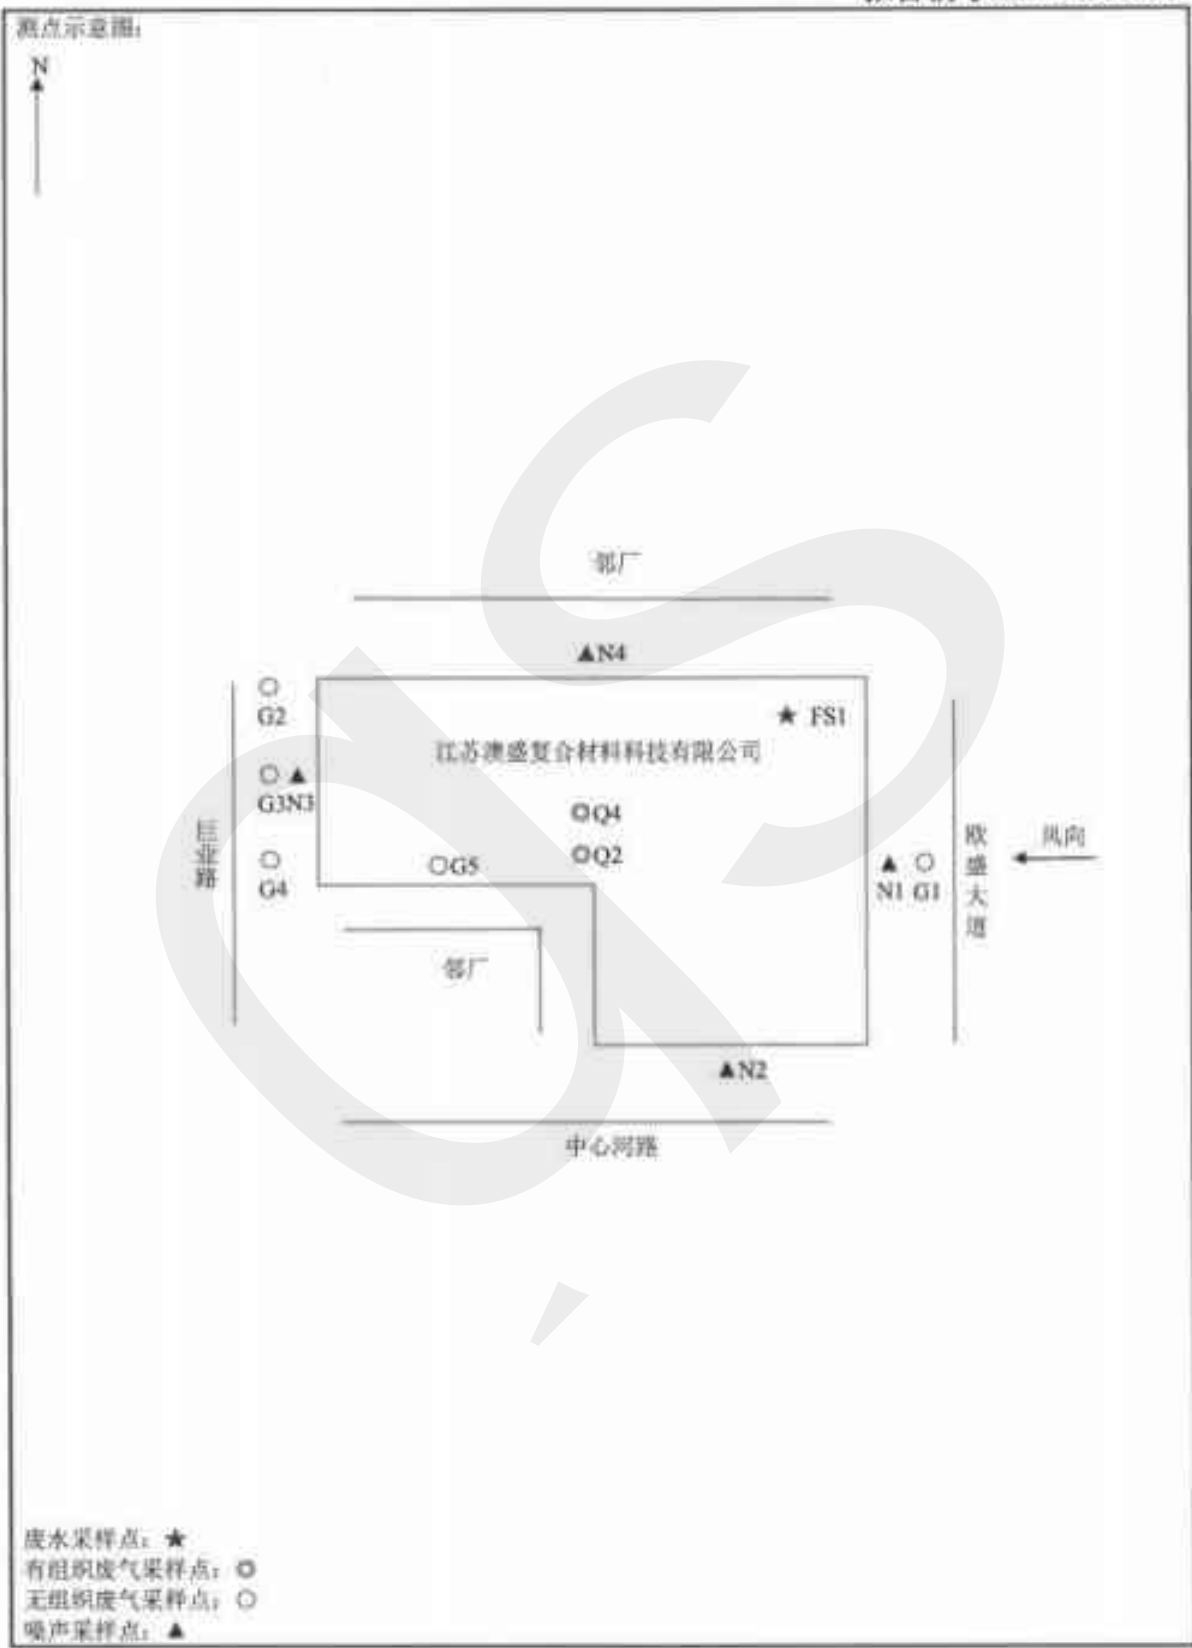 测点示意图:
N
邻厂
▲N4
G2
★ FS1
江苏澳盛复合材料科技有限公司
G3N3
◎Q4
巨业路
◎Q2
○G5
G4
N1 G1
欧盛大道
风向
邻厂
▲N2
中心河路
废水采样点: ★
有组织废气采样点: ◎
无组织废气采样点: ○
噪声采样点: ▲